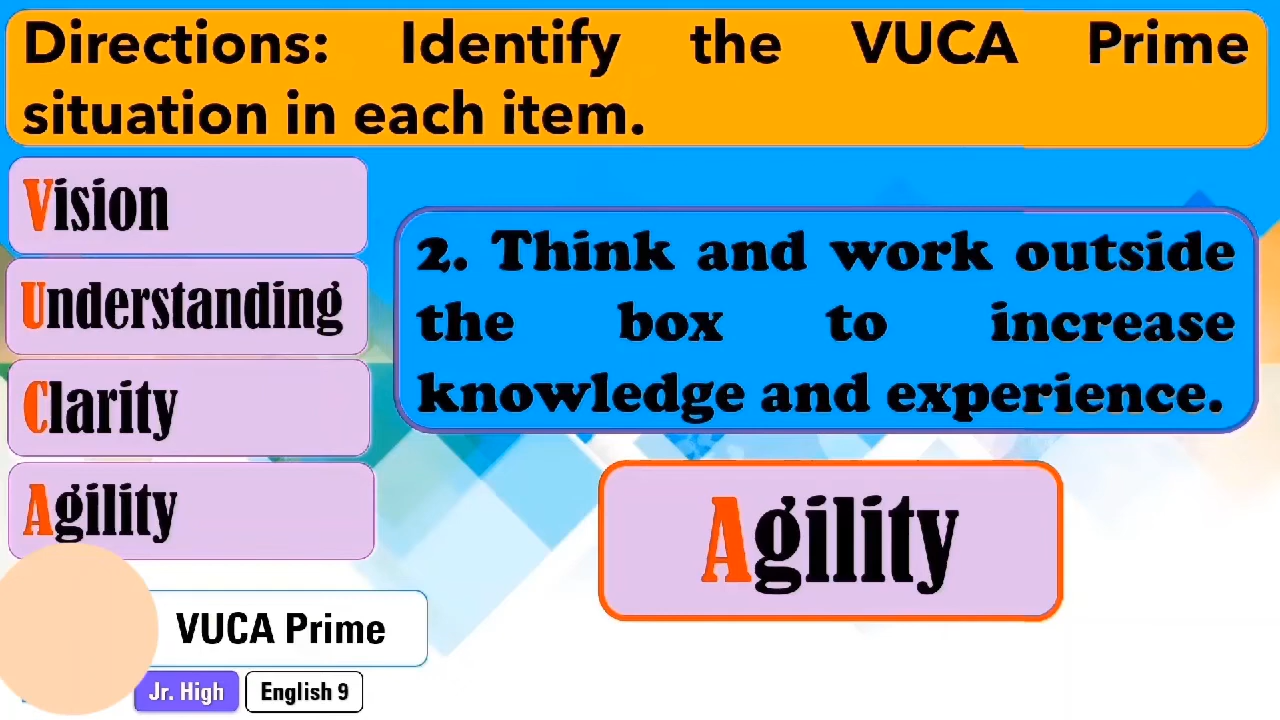 Directions: Identify the VUCA Prime
situation in each item.
Vision
Understanding
Clarity
Agility
2. Think and work outside
the box to increase
knowledge and experience.
Agility
VUCA Prime
Jr. High
English 9